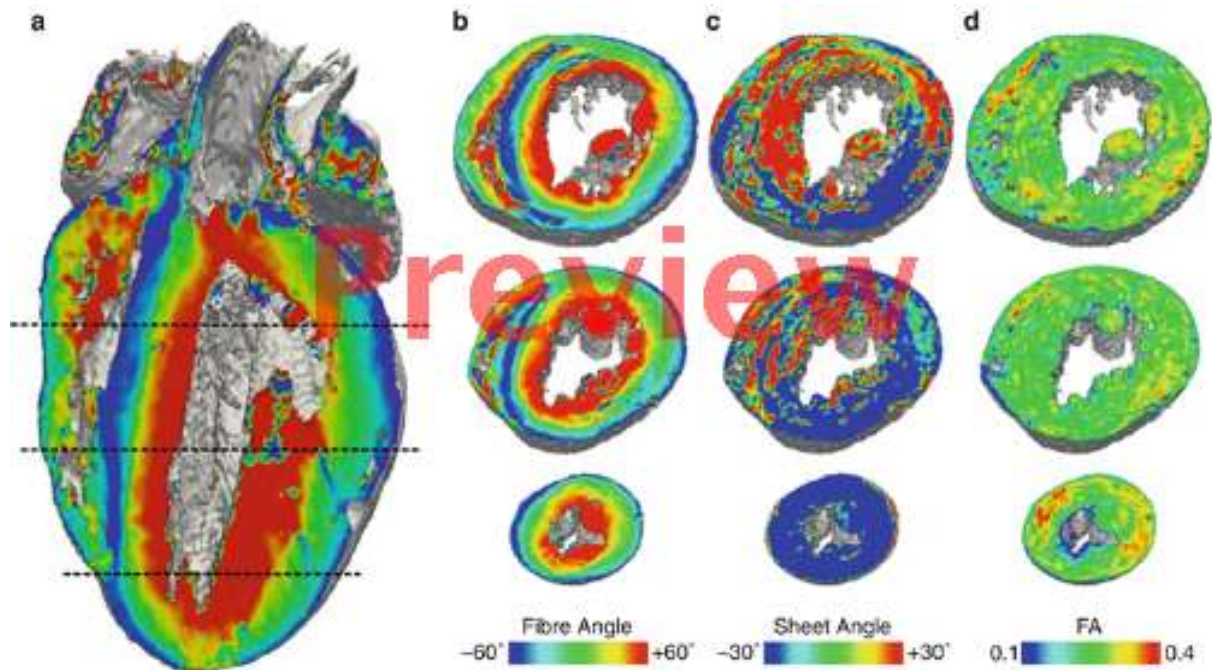 a
b
c
d
Preview
Fibre Angle
−60° +60°
Sheet Angle
−30° +30°
FA
0.1 0.4